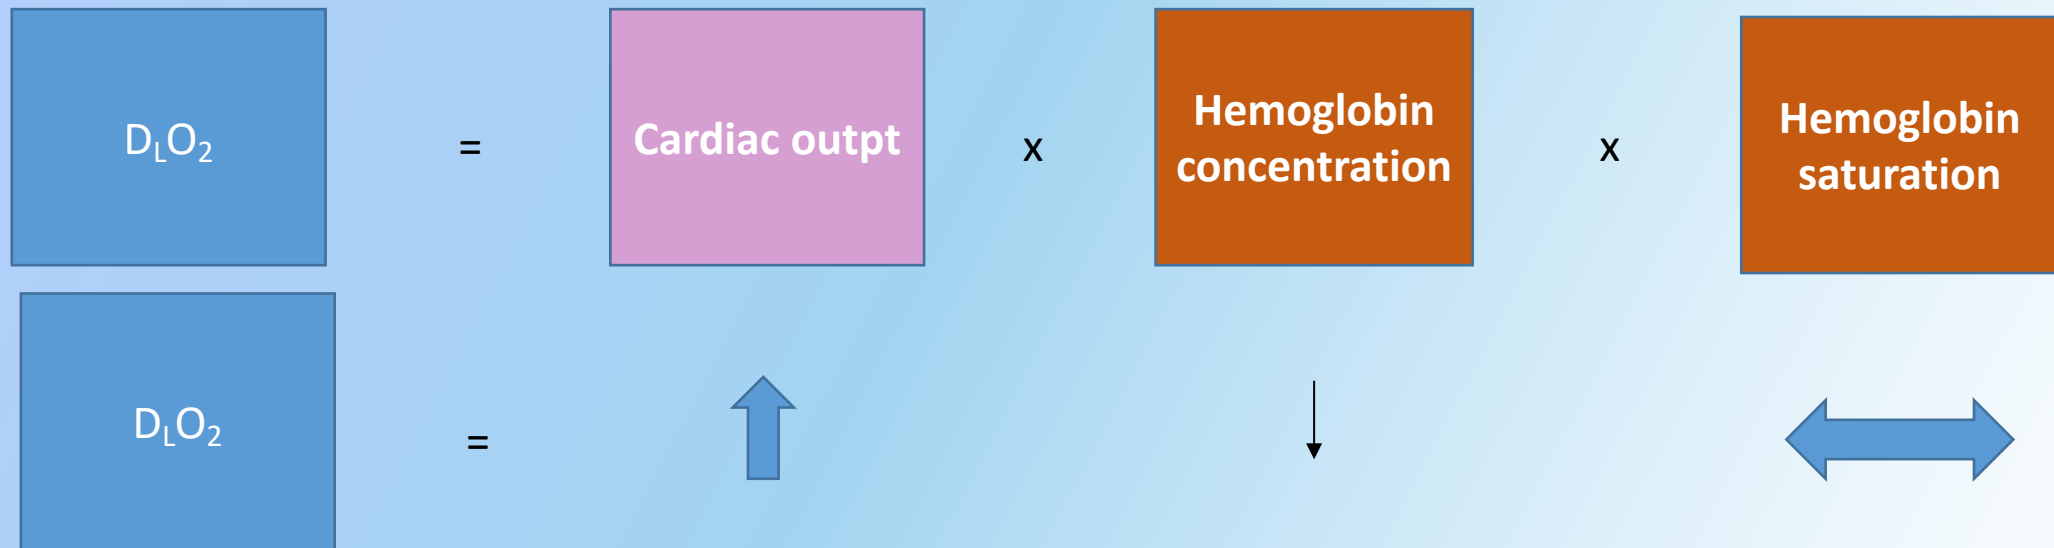 DLO2
=
Cardiac outpt
x
Hemoglobin
concentration
x
Hemoglobin
saturation
DLO2
=